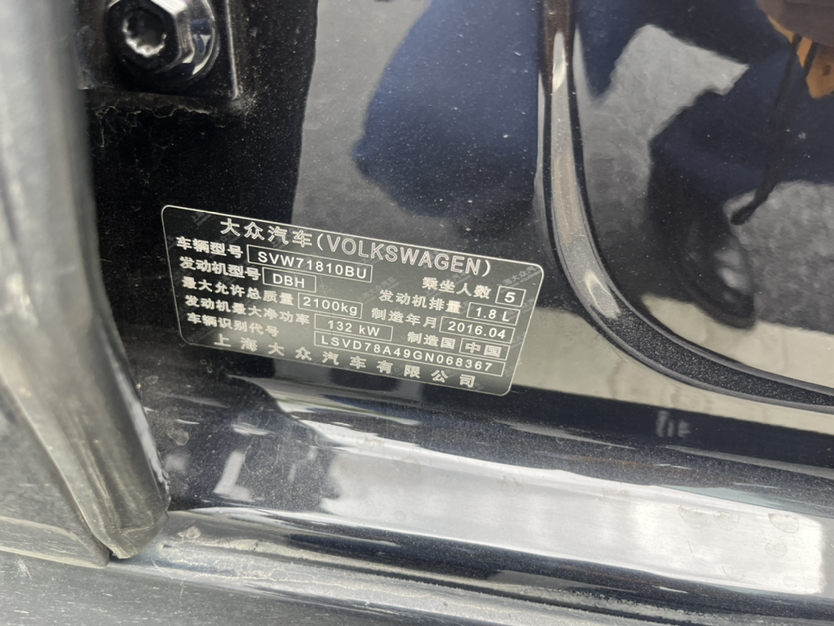 大众汽车(VOLKSWAGEN)
车辆型号 SVW71810BU 乘坐人数 5
发动机型号 DBH 发动机排量 1.8 L
最大允许总质量 2100kg 制造年月 2016.04
发动机最大净功率 132 kW 制造国 中国
车辆识别代号 LSVD78A49GN068367
上海大众汽车有限公司